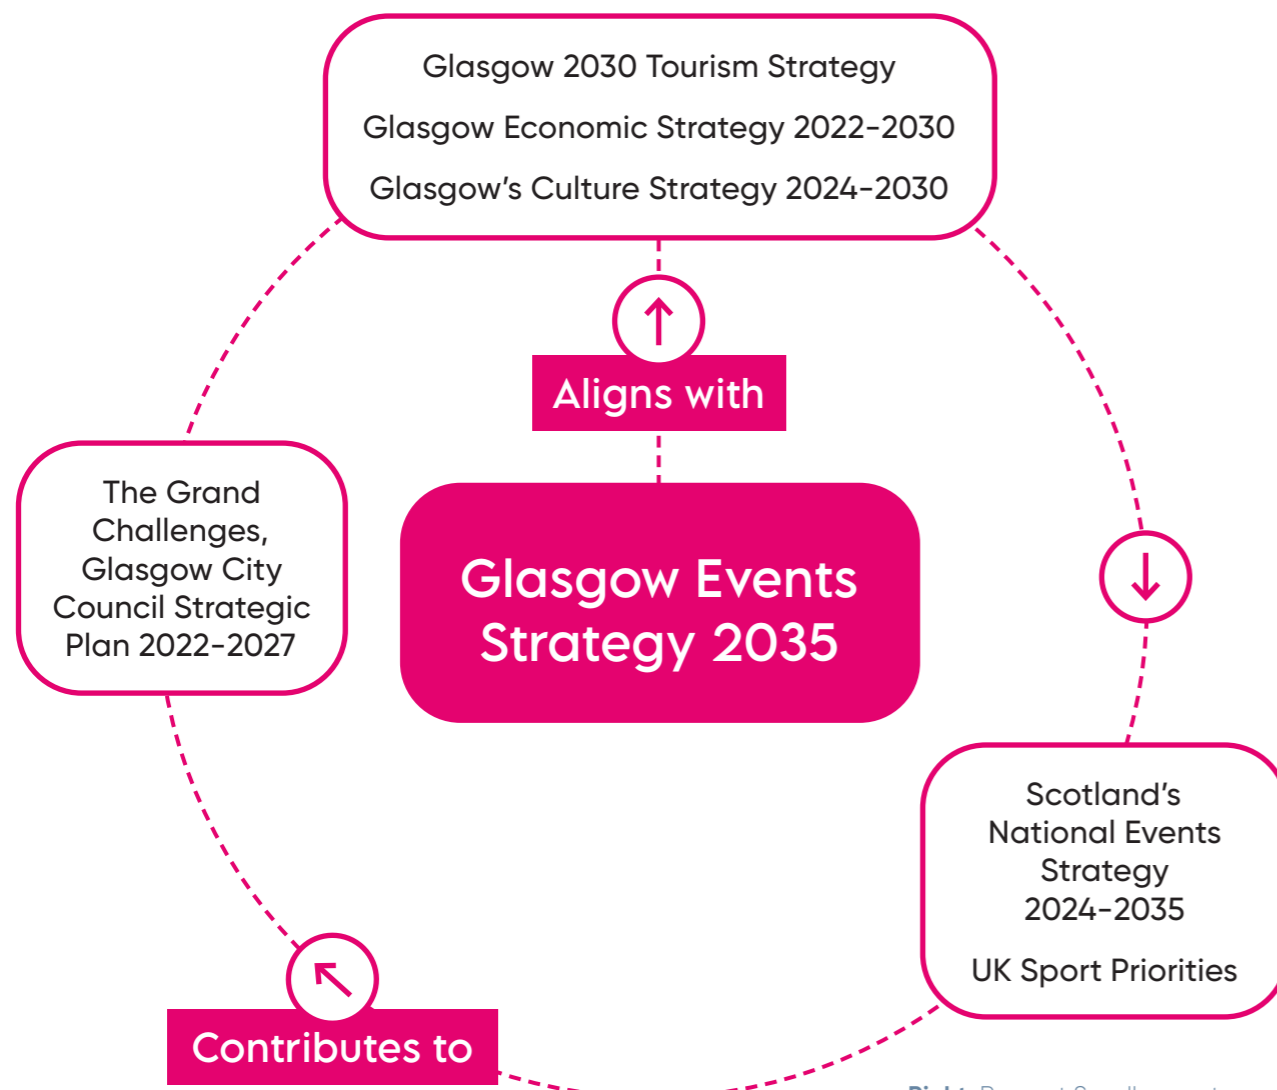 Glasgow 2030 Tourism Strategy
Glasgow Economic Strategy 2022-2030
Glasgow's Culture Strategy 2024-2030
Aligns with
Glasgow Events
Strategy 2035
The Grand
Challenges,
Glasgow City
Council Strategic
Plan 2022-2027
Scotland's
National Events
Strategy
2024-2035
UK Sport Priorities
Contributes to